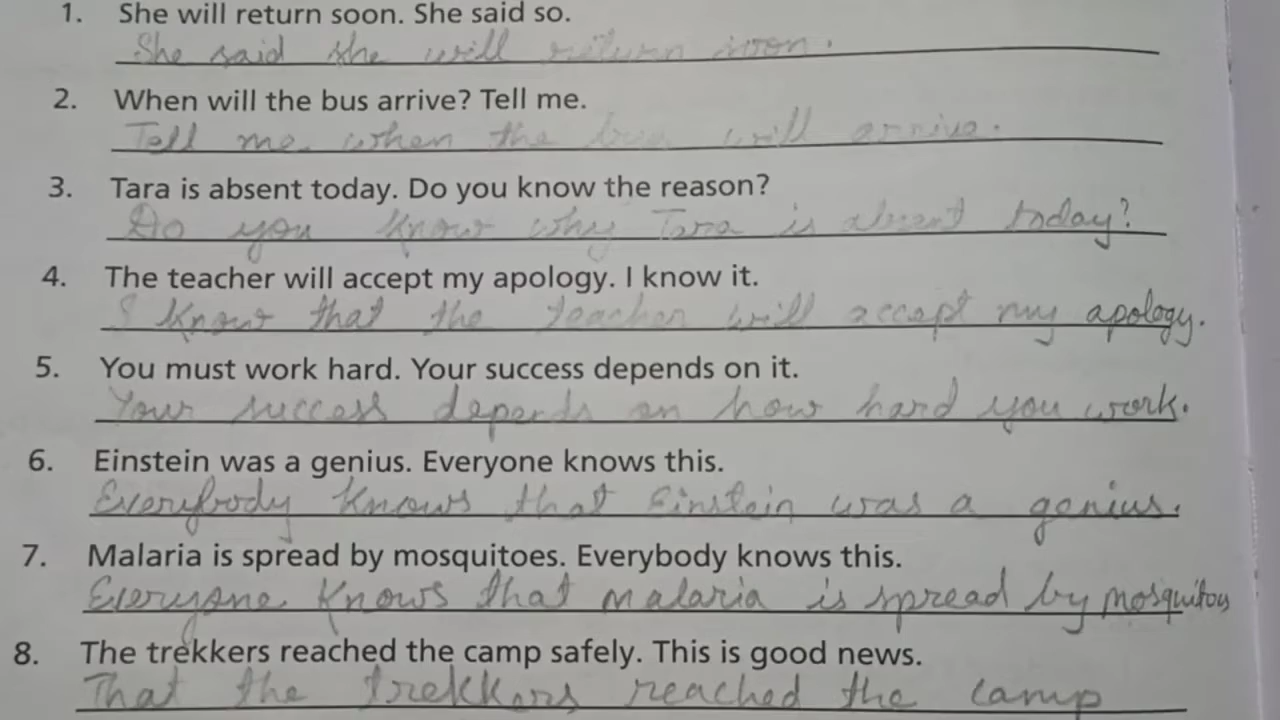 1. She will return soon. She said so.
She said she will return soon.
2. When will the bus arrive? Tell me.
Tell me when the bus will arrive.
3. Tara is absent today. Do you know the reason?
Do you know why Tara is absent today?
4. The teacher will accept my apology. I know it.
I know that the teacher will accept my apology.
5. You must work hard. Your success depends on it.
Your success depends on how hard you work.
6. Einstein was a genius. Everyone knows this.
Everybody knows that Einstein was a genius.
7. Malaria is spread by mosquitoes. Everybody knows this.
Everyone knows that malaria is spread by mosquitous
8. The trekkers reached the camp safely. This is good news.
That the trekkers reached the camp